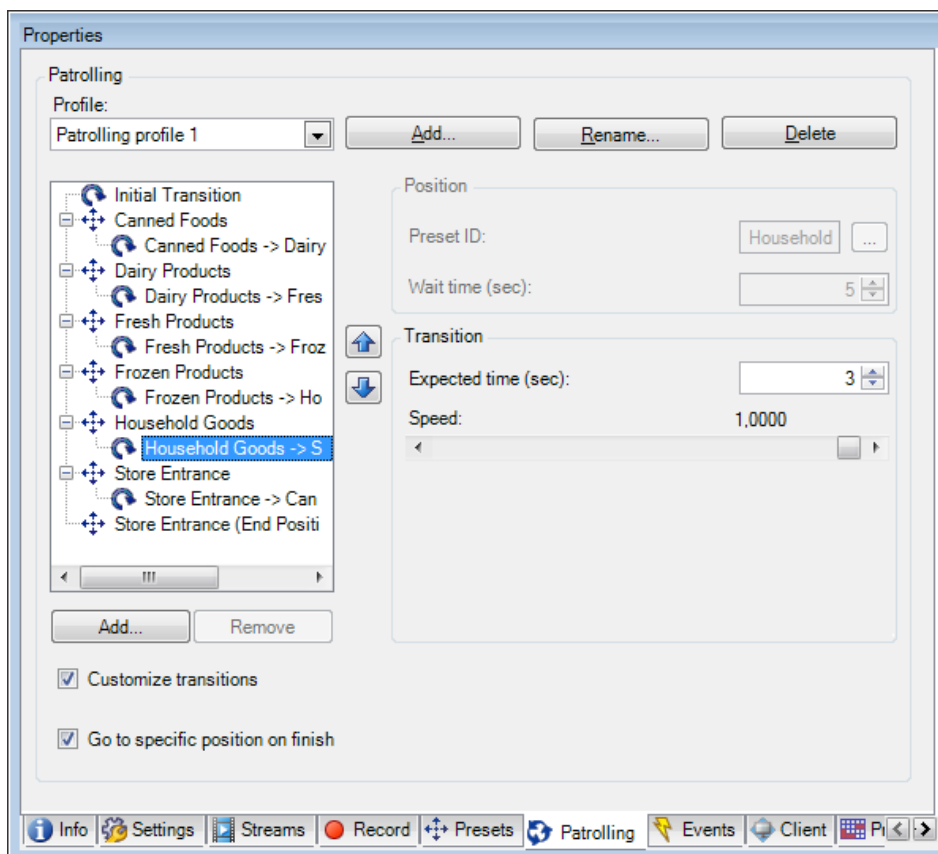 Properties
Patrolling
Profile:
Patrolling profile 1 Add... Rename... Delete
Initial Transition
Canned Foods
Canned Foods -> Dairy
Dairy Products
Dairy Products -> Fres
Fresh Products
Fresh Products -> Froz
Frozen Products
Frozen Products -> Ho
Household Goods
Household Goods -> S
Store Entrance
Store Entrance -> Can
Store Entrance (End Positi
Position
Preset ID: Household ...
Wait time (sec): 5
Transition
Expected time (sec): 3
Speed: 1,0000
Add... Remove
Customize transitions
Go to specific position on finish
Info Settings Streams Record Presets Patrolling Events Client